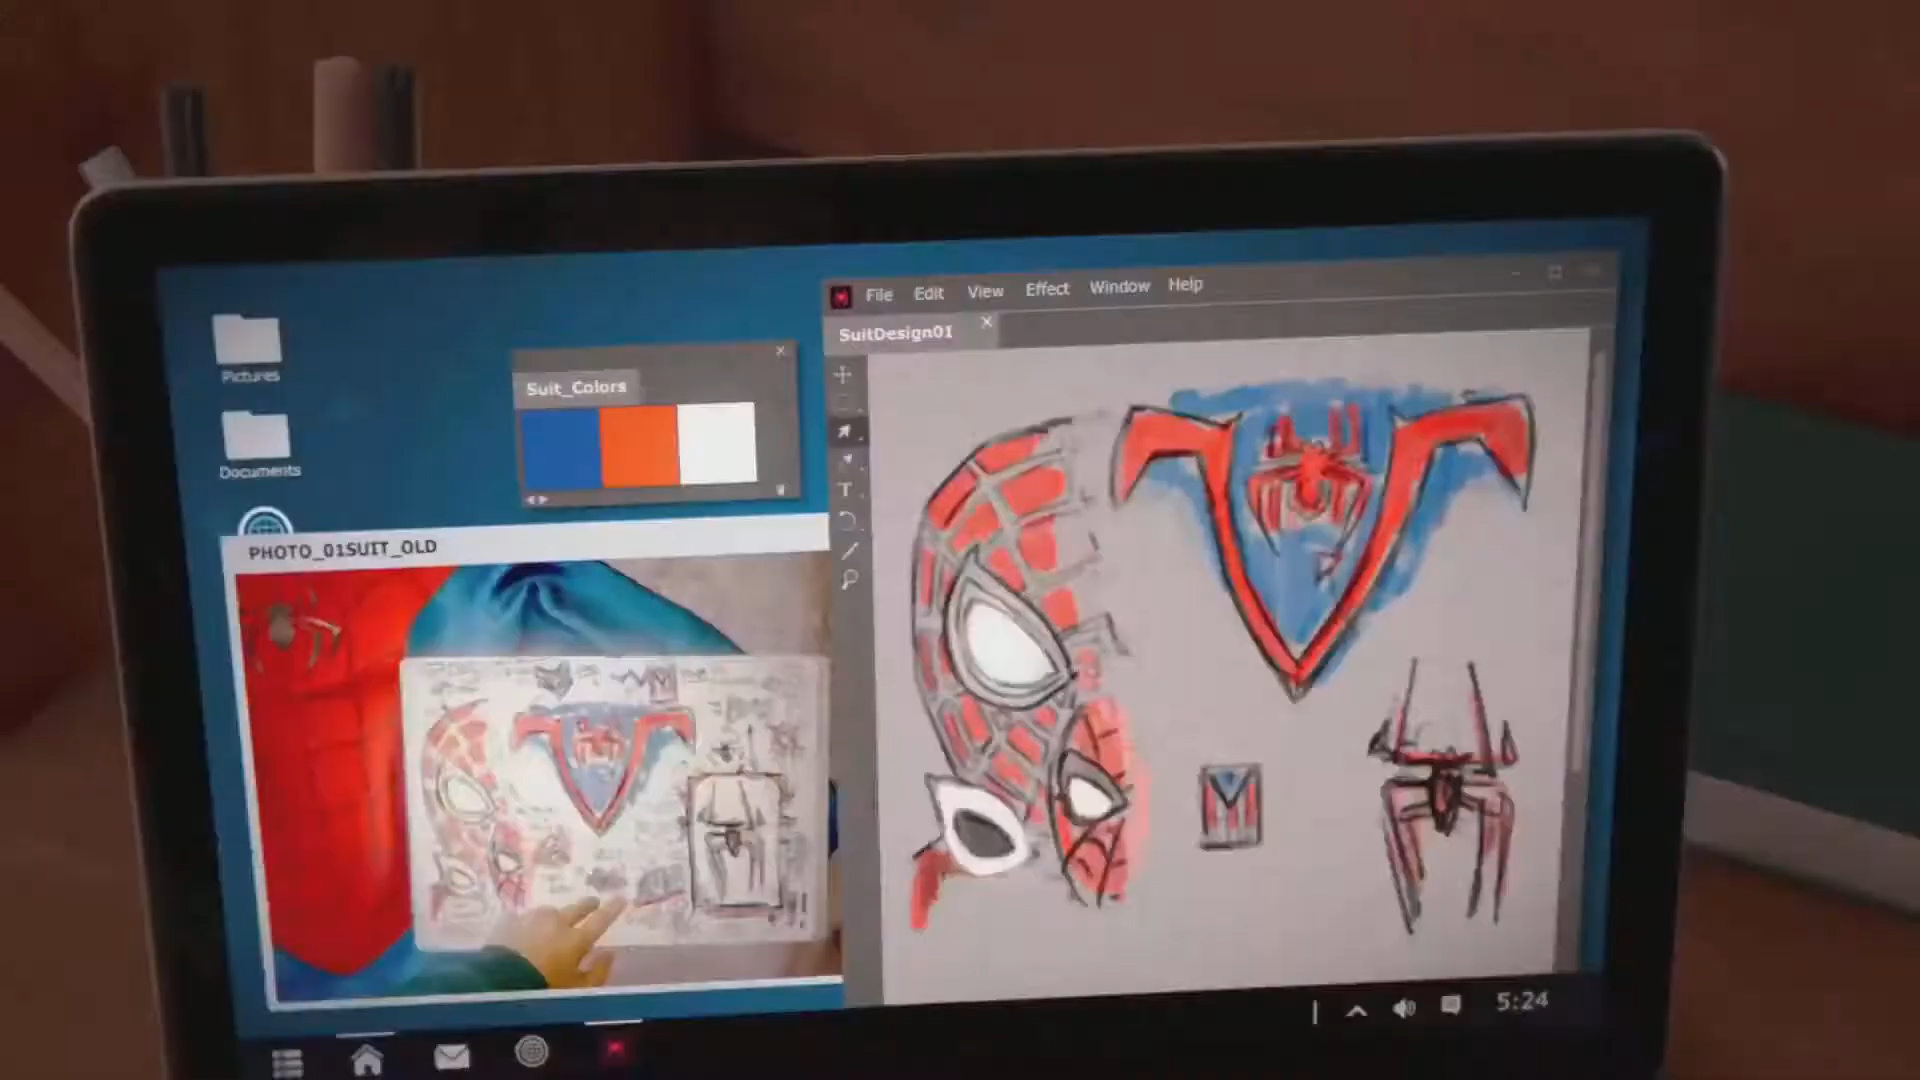 File Edit View Effect Window Help
SuitDesign01
Pictures
Suit_Colors
T
Documents
PHOTO_01SUIT_OLD
5:24